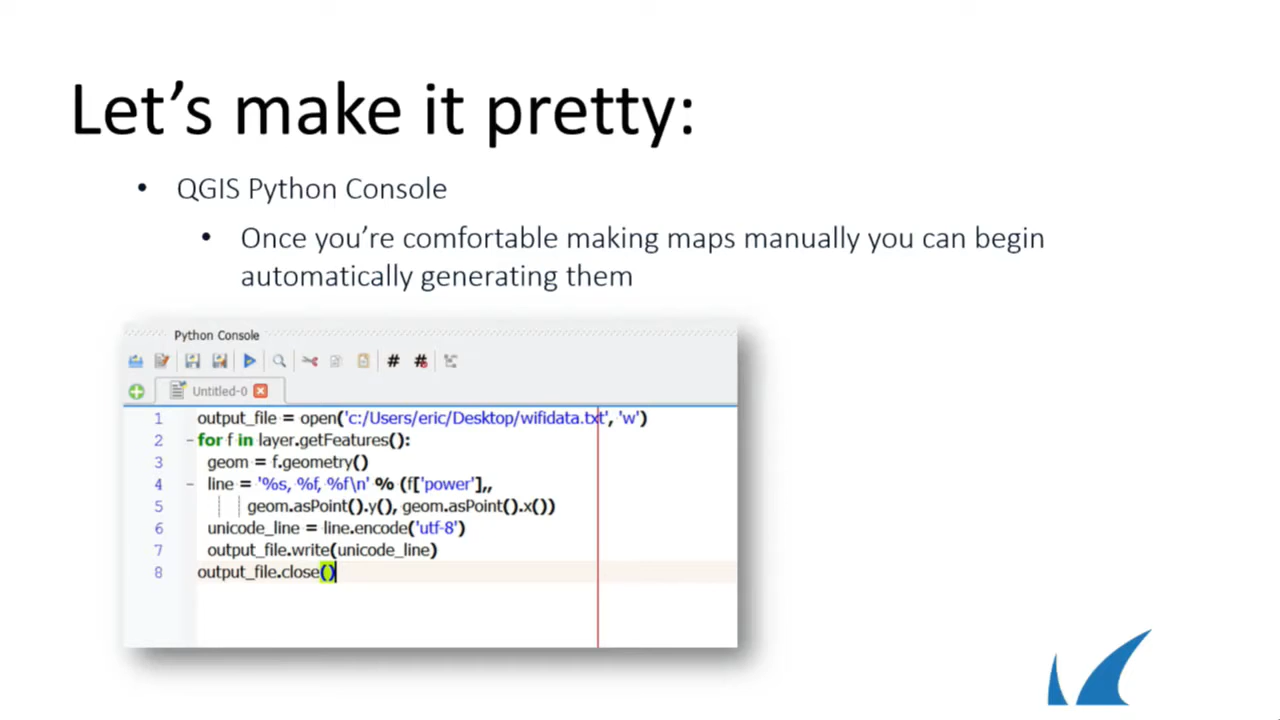 Let’s make it pretty:
• QGIS Python Console
• Once you’re comfortable making maps manually you can begin
automatically generating them
Python Console
Untitled-0
1 output_file = open('c:/Users/eric/Desktop/wifidata.txt', 'w')
2 for f in layer.getFeatures():
3 geom = f.geometry()
4 line = '%s, %f, %f\n' % (f['power'],,
5 geom.asPoint().y(), geom.asPoint().x())
6 unicode_line = line.encode('utf-8')
7 output_file.write(unicode_line)
8 output_file.close()